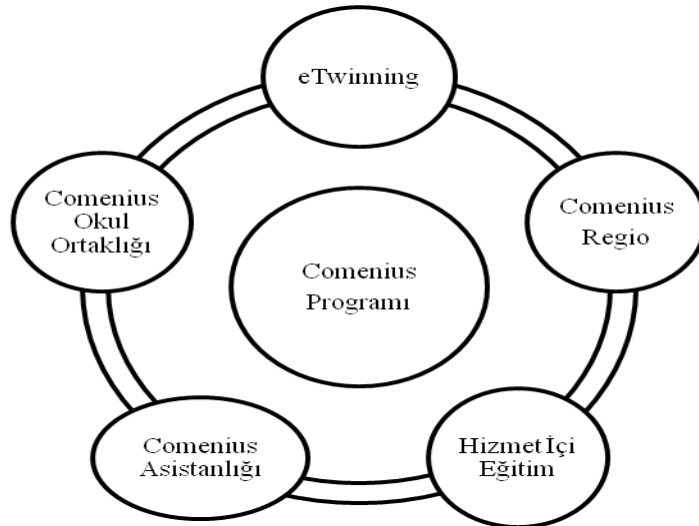 eTwinning
Comenius
Okul
Ortaklığı
Comenius
Regio
Comenius
Programı
Comenius
Asistanlığı
Hizmet İçi
Eğitim